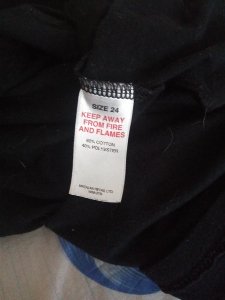 SIZE 24
KEEP AWAY
FROM FIRE
AND FLAMES
60% COTTON
40% POLYESTER